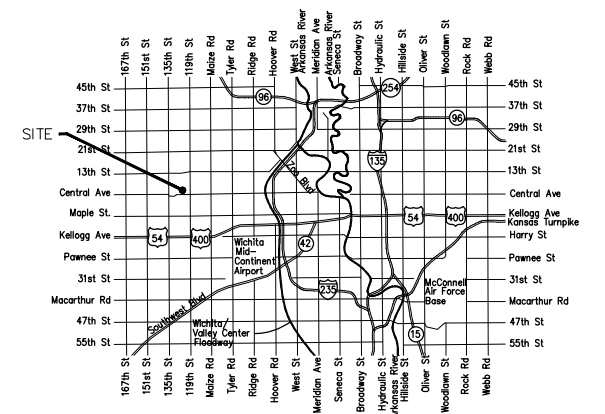 167th St
151st St
135th St
119th St
Maize Rd
Tyler Rd
Ridge Rd
Hoover Rd
West St
Arkansas River
Meridian Ave
Arkansas River
Seneca St
Broadway St
Hydraulic St
Hillside St
Oliver St
Woodlawn St
Rock Rd
Webb Rd
45th St
37th St
29th St
21st St
13th St
Central Ave
Maple St.
Kellogg Ave
Pawnee St
31st St
Macarthur Rd
47th St
55th St
SITE
96
254
96
135
Zoo Blvd
54
400
42
54
400
235
15
Wichita
Mid-
Continent
Airport
McConnell
Air Force
Base
Southwest Blvd
Wichita/
Valley Center
Floodway
45th St
37th St
29th St
21st St
13th St
Central Ave
Kellogg Ave
Kansas Turnpike
Harry St
Pawnee St
31st St
Macarthur Rd
47th St
55th St
167th St
151st St
135th St
119th St
Maize Rd
Tyler Rd
Ridge Rd
Hoover Rd
West St
Meridian Ave
Seneca St
Broadway St
Hydraulic St
Arkansas River
Hillside St
Oliver St
Woodlawn St
Rock Rd
Webb Rd